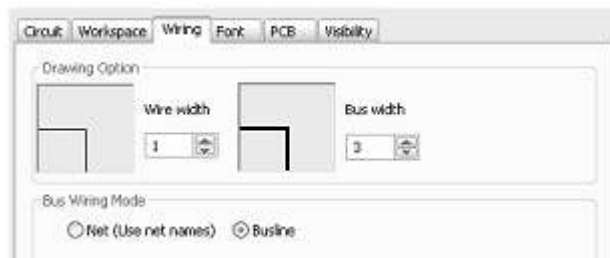 Circuit Workspace Wiring Font PCB Visibility
Drawing Option
Wire width Bus width
1 3
Bus Wiring Mode
Net (Use net names) Busline